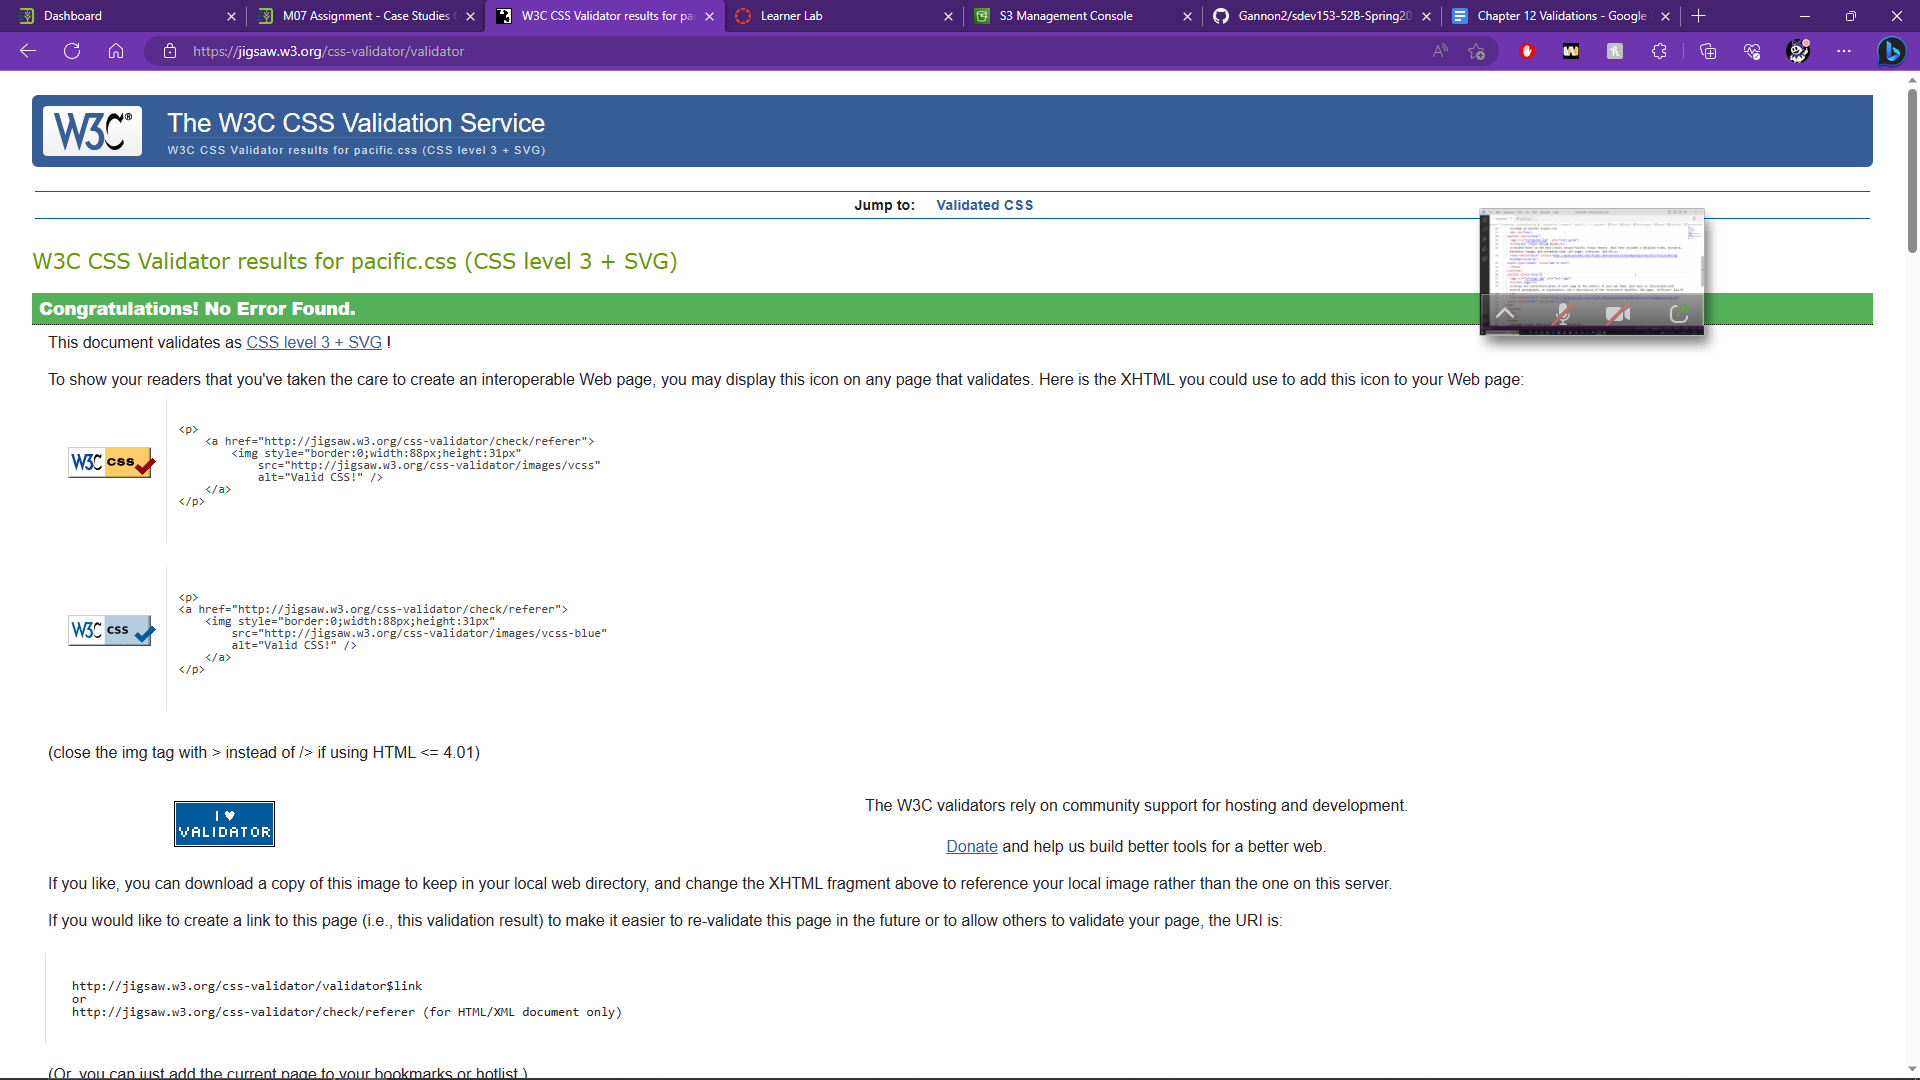 Dashboard
M07 Assignment - Case Studies
W3C CSS Validator results for pac
Learner Lab
S3 Management Console
Gannon2/sdev153-52B-Spring20
Chapter 12 Validations - Google
https://jigsaw.w3.org/css-validator/validator
W3C®
The W3C CSS Validation Service
W3C CSS Validator results for pacific.css (CSS level 3 + SVG)
Jump to: Validated CSS
W3C CSS Validator results for pacific.css (CSS level 3 + SVG)
Congratulations! No Error Found.
This document validates as CSS level 3 + SVG !
To show your readers that you've taken the care to create an interoperable Web page, you may display this icon on any page that validates. Here is the XHTML you could use to add this icon to your Web page:
W3C css
<p>
<a href="http://jigsaw.w3.org/css-validator/check/referer">
<img style="border:0;width:88px;height:31px"
src="http://jigsaw.w3.org/css-validator/images/vcss"
alt="Valid CSS!" />
</a>
</p>
W3C css
<p>
<a href="http://jigsaw.w3.org/css-validator/check/referer">
<img style="border:0;width:88px;height:31px"
src="http://jigsaw.w3.org/css-validator/images/vcss-blue"
alt="Valid CSS!" />
</a>
</p>
(close the img tag with > instead of /> if using HTML <= 4.01)
I ♥
VALIDATOR
The W3C validators rely on community support for hosting and development.
Donate and help us build better tools for a better web.
If you like, you can download a copy of this image to keep in your local web directory, and change the XHTML fragment above to reference your local image rather than the one on this server.
If you would like to create a link to this page (i.e., this validation result) to make it easier to re-validate this page in the future or to allow others to validate your page, the URI is:
http://jigsaw.w3.org/css-validator/validator$link
or
http://jigsaw.w3.org/css-validator/check/referer (for HTML/XML document only)
(Or, you can just add the current page to your bookmarks or hotlist.)